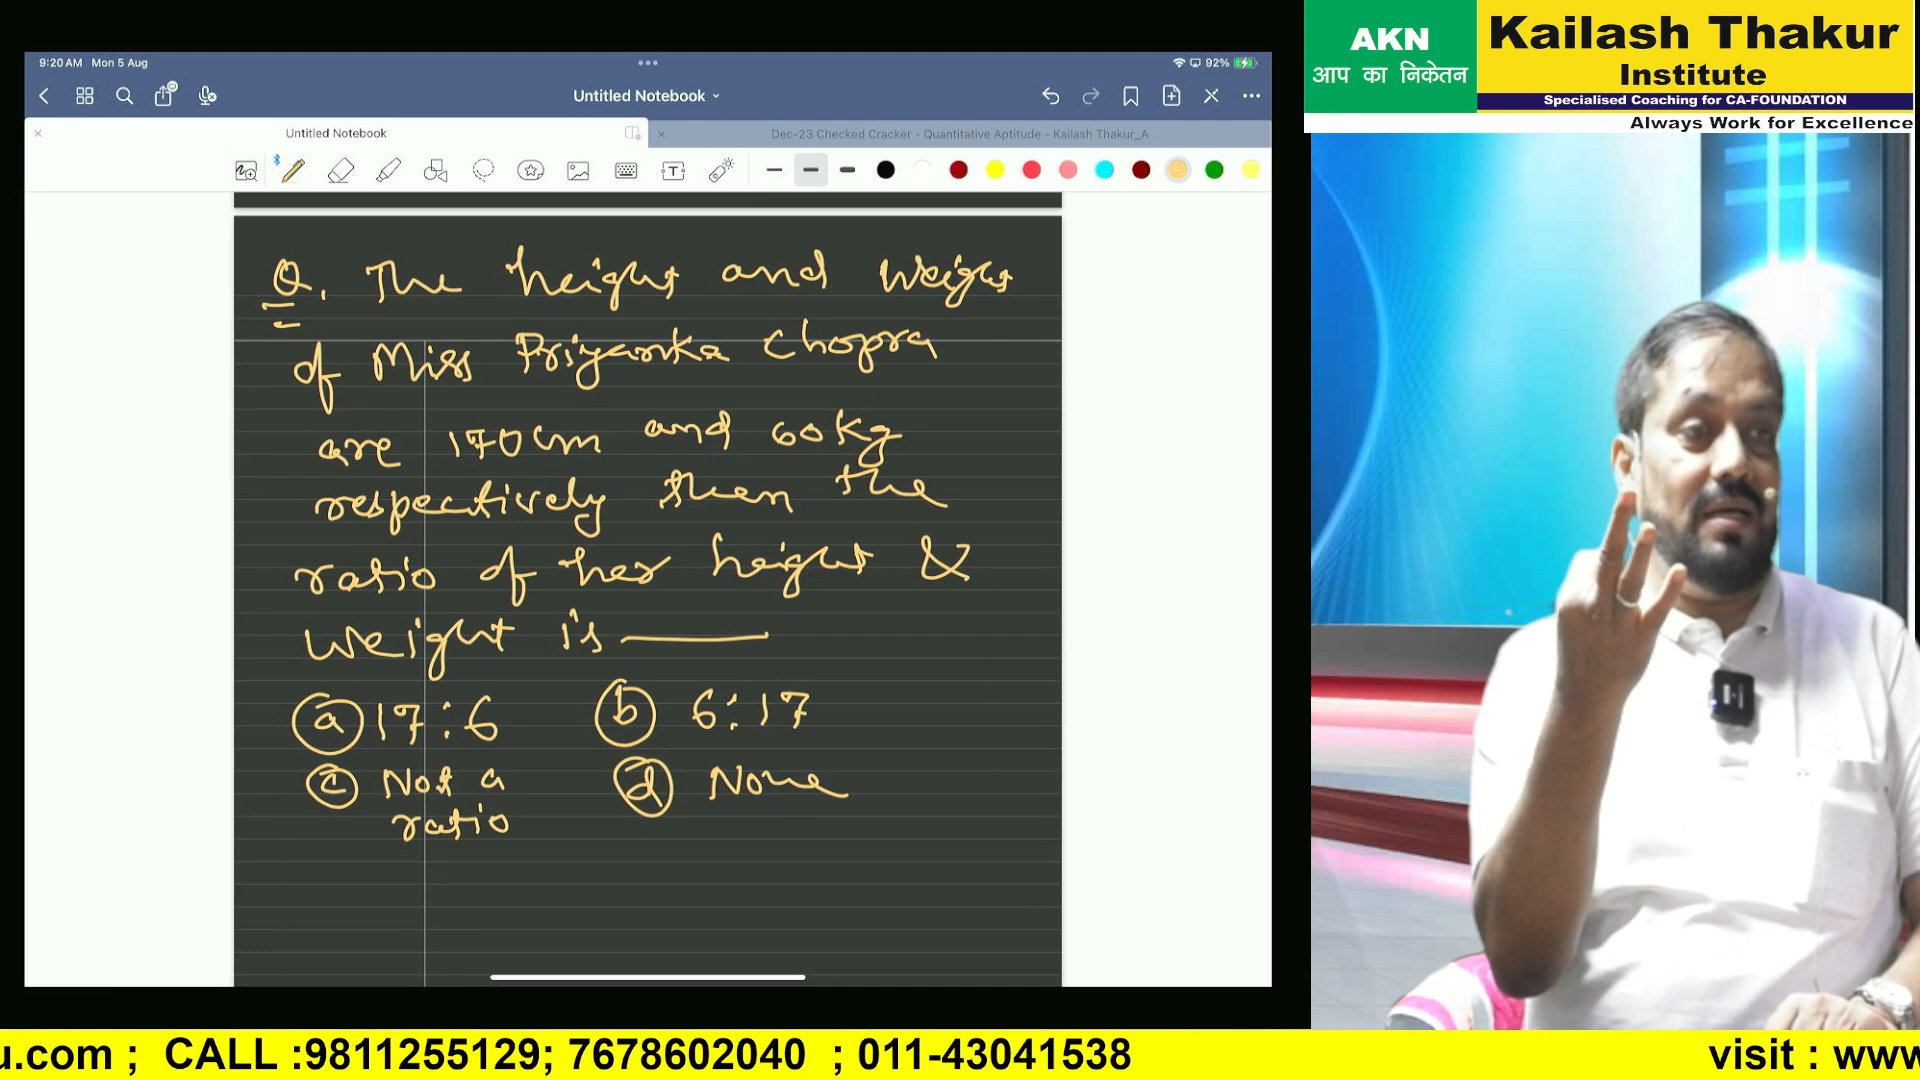 AKN
आप का निकेतन
Kailash Thakur
Institute
Specialised Coaching for CA-FOUNDATION
Always Work for Excellence
9:20 AM Mon 5 Aug
92%
Untitled Notebook
Untitled Notebook
Dec-23 Checked Cracker - Quantitative Aptitude - Kailash Thakur_A
Q. The height and Weight
of Miss Priyanka Chopra
are 170cm and 60kg
respectively then the
ratio of her height &
weight is ———
(a) 17:6 (b) 6:17
(c) Not a ratio
(d) None
u.com ; CALL :9811255129; 7678602040 ; 011-43041538 visit : www